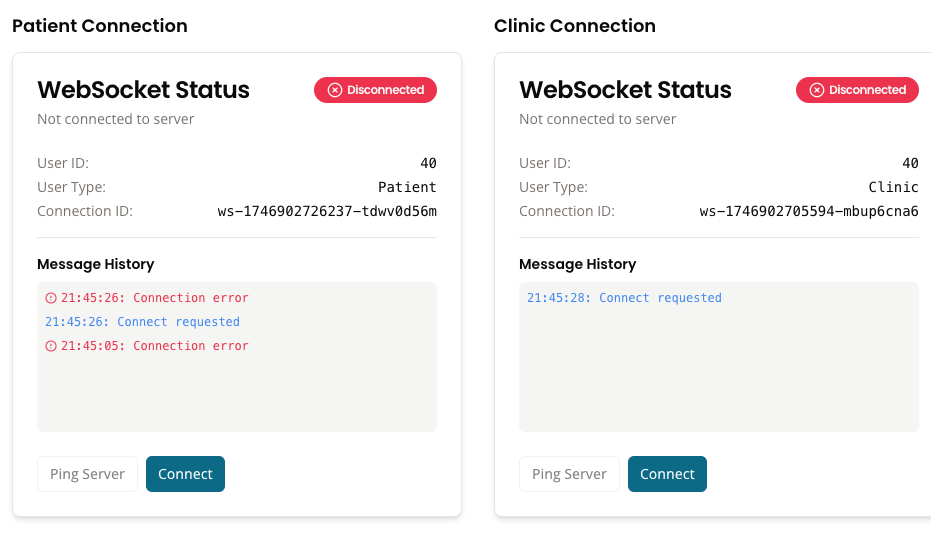 Patient Connection
WebSocket Status
Disconnected
Not connected to server
User ID: 40
User Type: Patient
Connection ID: ws-1746902726237-tdwv0d56m
Message History
21:45:26: Connection error
21:45:26: Connect requested
21:45:05: Connection error
Ping Server
Connect
Clinic Connection
WebSocket Status
Disconnected
Not connected to server
User ID: 40
User Type: Clinic
Connection ID: ws-1746902705594-mbup6cna6
Message History
21:45:28: Connect requested
Ping Server
Connect